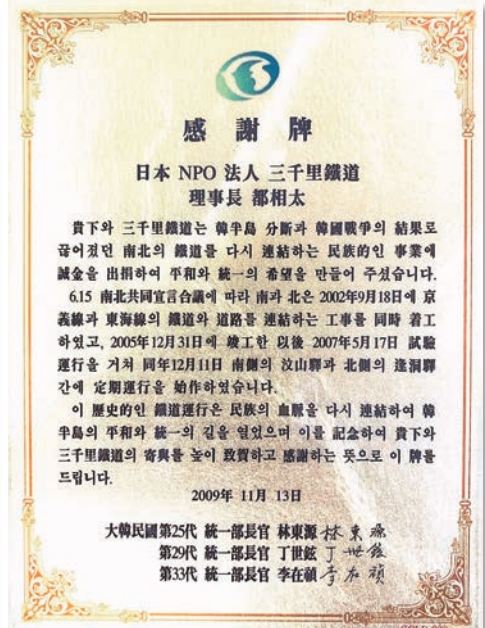 感謝牌
日本 NPO 法人 三千里鐵道
理事長 都相太
貴下와 三千里鐵道는 韓半島 分斷과 韓國戰爭의 結果로
끊어졌던 南北의 鐵道를 다시 連結하는 民族的인 事業에
誠金을 出捐하여 平和와 統一의 希望을 만들어 주셨습니다.
6.15 南北共同宣言合議에 따라 南과 北은 2002年9月18日에 京
義線과 東海線의 鐵道와 道路를 連結하는 工事를 同時 着工
하였고, 2005年12月31日에 竣工한 以後 2007年5月17日 試驗
運行을 거쳐 同年12月11日 南側의 汶山驛과 北側의 逢洞驛
간에 定期運行을 始作하였습니다.
이 歷史的인 鐵道運行은 民族의 血脈을 다시 連結하여 韓
半島의 平和와 統一의 길을 열었으며 이를 記念하여 貴下와
三千里鐵道의 寄與를 높이 致賀하고 感謝하는 뜻으로 이 牌를
드립니다.
2009年 11月 13日
大韓民國第25代 統一部長官 林東源 林東源
第29代 統一部長官 丁世鉉 丁世鉉
第33代 統一部長官 李在禎 李在禎